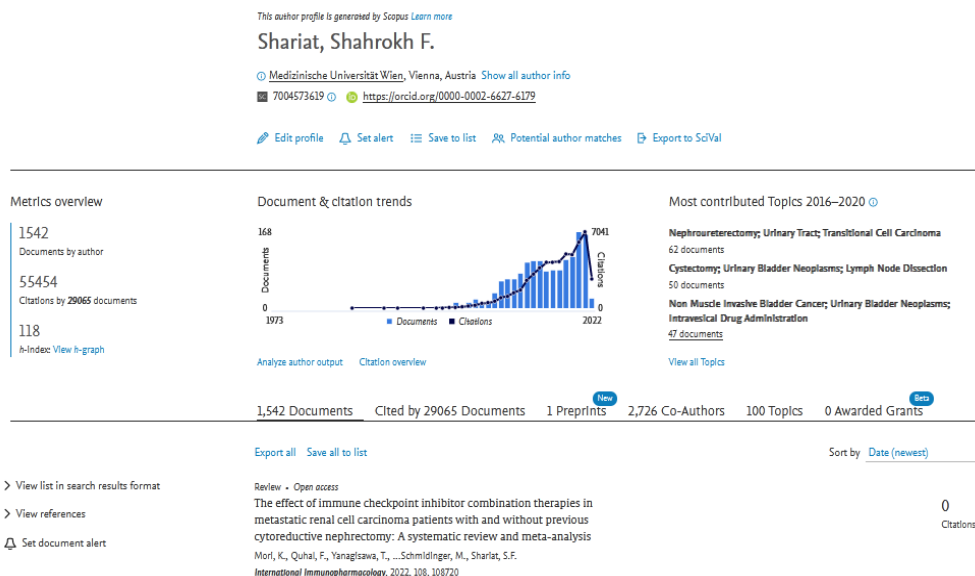 This author profile is generated by Scopus Learn more
Shariat, Shahrokh F.
Medizinische Universität Wien, Vienna, Austria Show all author info
SC 7004573619 iD https://orcid.org/0000-0002-6627-6179
Edit profile Set alert Save to list Potential author matches Export to SciVal
Metrics overview
1542
Documents by author
55454
Citations by 29065 documents
118
h-Index: View h-graph
Document & citation trends
168 7041
Documents Citations
0 0
1973 2022
Documents Citations
Analyze author output Citation overview
Most contributed Topics 2016–2020
Nephroureterectomy; Urinary Tract; Transitional Cell Carcinoma
62 documents
Cystectomy; Urinary Bladder Neoplasms; Lymph Node Dissection
50 documents
Non Muscle Invasive Bladder Cancer; Urinary Bladder Neoplasms;
Intravesical Drug Administration
47 documents
View all Topics
New Beta
1,542 Documents Cited by 29065 Documents 1 Preprints 2,726 Co-Authors 100 Topics 0 Awarded Grants
Export all Save all to list Sort by Date (newest)
View list in search results format
View references
Set document alert
Review • Open access
The effect of immune checkpoint inhibitor combination therapies in
metastatic renal cell carcinoma patients with and without previous
cytoreductive nephrectomy: A systematic review and meta-analysis
Mori, K., Quhal, F., Yanagisawa, T., ...Schmidinger, M., Shariat, S.F.
International Immunopharmacology, 2022, 108, 108720
0
Citations